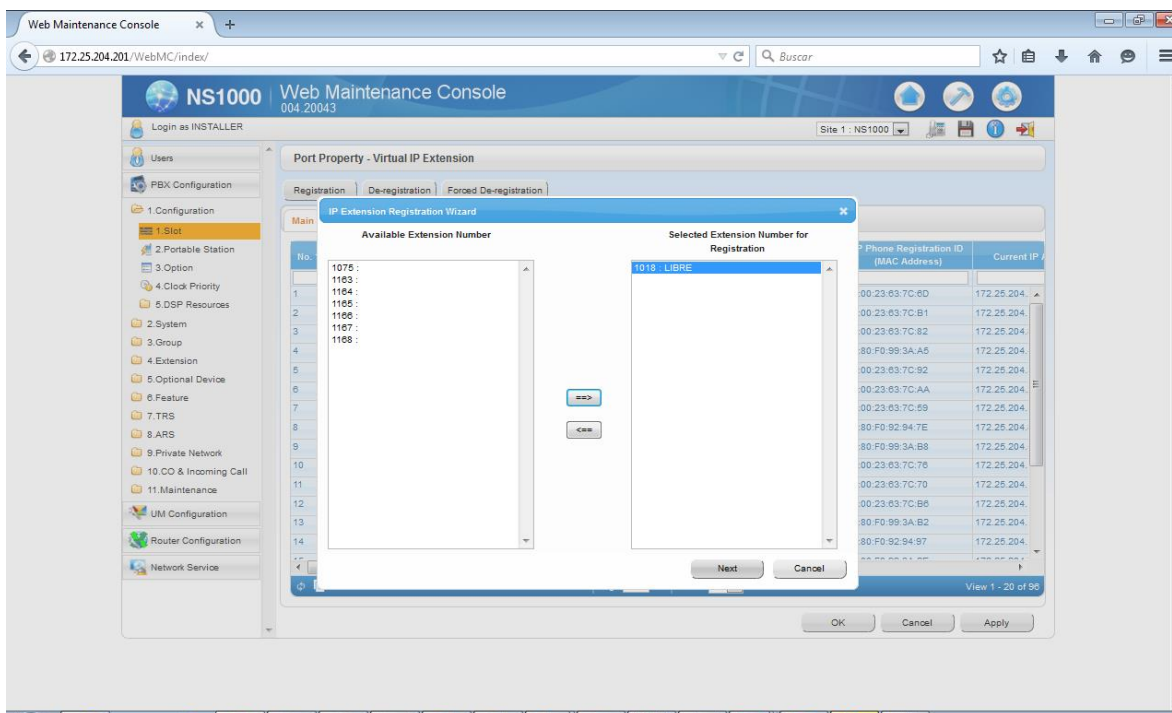 Web Maintenance Console
172.25.204.201/WebMC/index/
Buscar
NS1000
Web Maintenance Console
004.20043
Login as INSTALLER
Site 1 : NS1000
Users
PBX Configuration
1.Configuration
1.Slot
2.Portable Station
3.Option
4.Clock Priority
5.DSP Resources
2.System
3.Group
4.Extension
5.Optional Device
6.Feature
7.TRS
8.ARS
9.Private Network
10.CO & Incoming Call
11.Maintenance
UM Configuration
Router Configuration
Network Service
Port Property - Virtual IP Extension
Registration
De-registration
Forced De-registration
Main
IP Extension Registration Wizard
Available Extension Number
1075 :
1163 :
1164 :
1165 :
1166 :
1167 :
1168 :
==>
<==
Selected Extension Number for
Registration
1018 : LIBRE
Next
Cancel
No.
Phone Registration ID
(MAC Address)
Current IP
1 :00:23:63:7C:6D 172.25.204.
2 :00:23:63:7C:B1 172.25.204.
3 :00:23:63:7C:82 172.25.204.
4 :80:F0:99:3A:A5 172.25.204.
5 :00:23:63:7C:92 172.25.204.
6 :00:23:63:7C:AA 172.25.204.
7 :00:23:63:7C:59 172.25.204.
8 :80:F0:92:94:7E 172.25.204.
9 :80:F0:99:3A:B8 172.25.204.
10 :00:23:63:7C:76 172.25.204.
11 :00:23:63:7C:70 172.25.204.
12 :00:23:63:7C:B6 172.25.204.
13 :80:F0:99:3A:B2 172.25.204.
14 :80:F0:92:94:97 172.25.204.
View 1 - 20 of 96
OK
Cancel
Apply